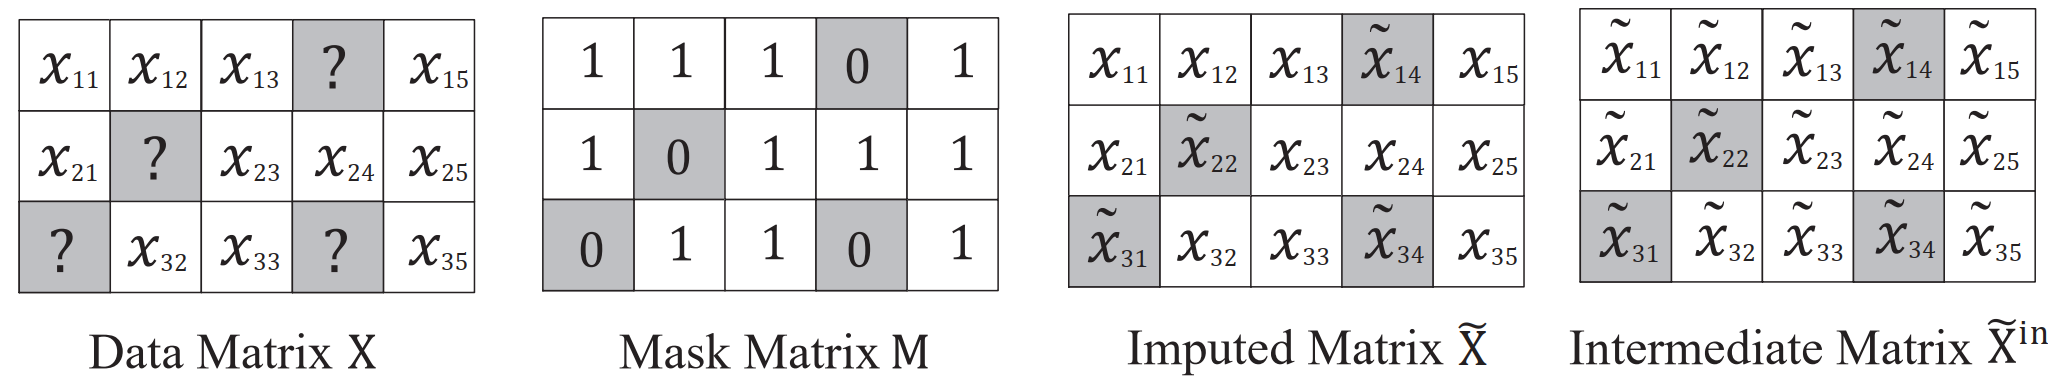 x₁₁ x₁₂ x₁₃ ? x₁₅
x₂₁ ? x₂₃ x₂₄ x₂₅
? x₃₂ x₃₃ ? x₃₅
Data Matrix X
1 1 1 0 1
1 0 1 1 1
0 1 1 0 1
Mask Matrix M
x₁₁ x₁₂ x₁₃ x̃₁₄ x₁₅
x₂₁ x̃₂₂ x₂₃ x₂₄ x₂₅
x̃₃₁ x₃₂ x₃₃ x̃₃₄ x₃₅
Imputed Matrix X̃
x̃₁₁ x̃₁₂ x̃₁₃ x̃₁₄ x̃₁₅
x̃₂₁ x̃₂₂ x̃₂₃ x̃₂₄ x̃₂₅
x̃₃₁ x̃₃₂ x̃₃₃ x̃₃₄ x̃₃₅
Intermediate Matrix X̃ⁱⁿ